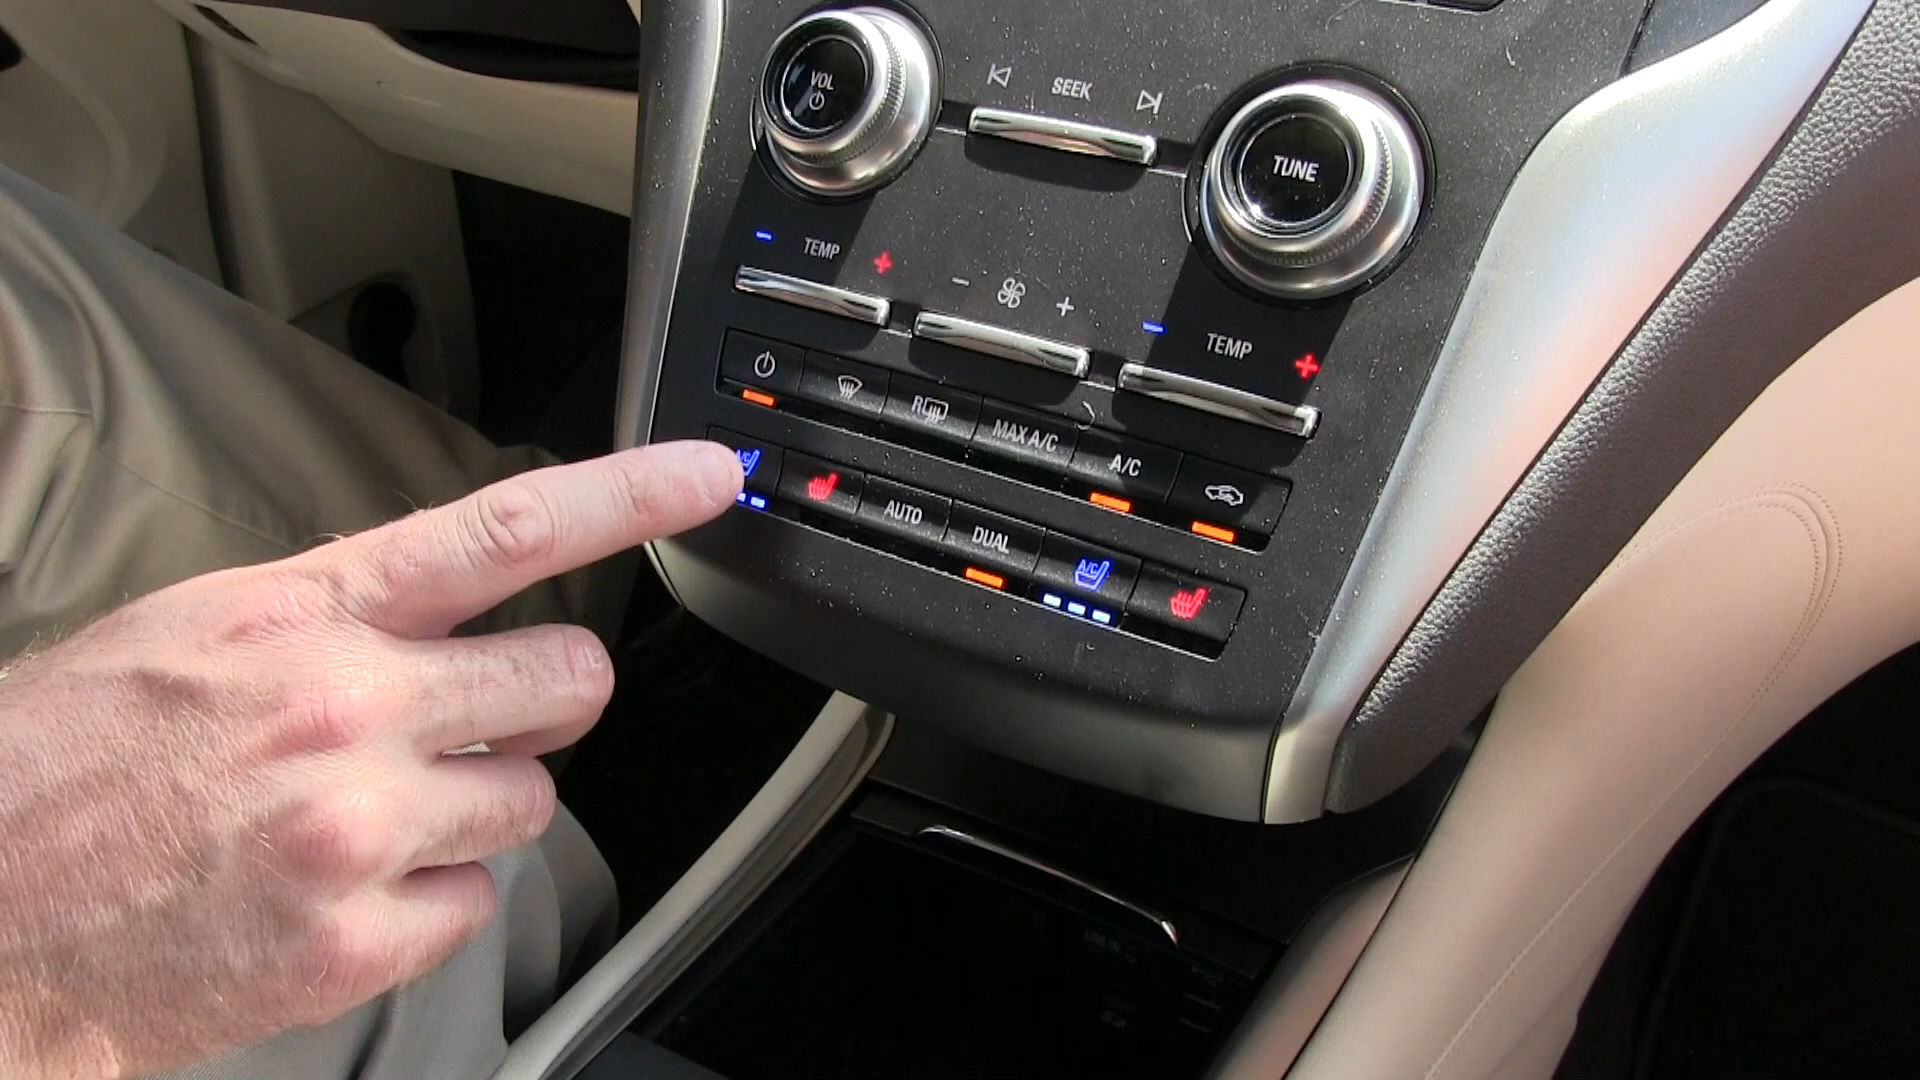 VOL
SEEK
TUNE
- TEMP +
- +
- TEMP +
R
MAX A/C
A/C
A/C
AUTO
DUAL
A/C